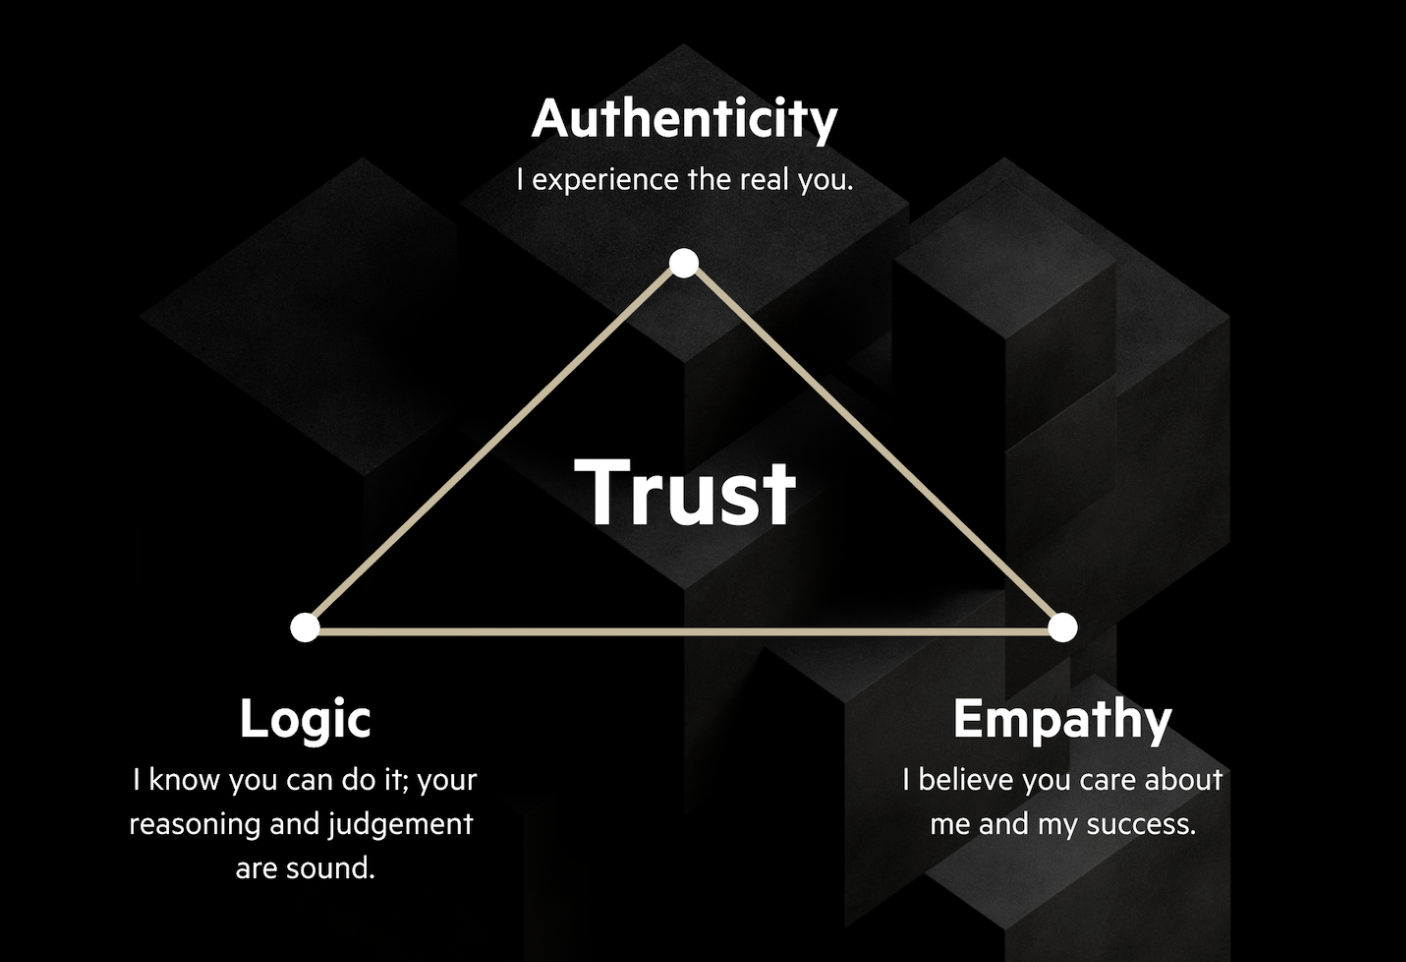 Authenticity
I experience the real you.
Trust
Logic
I know you can do it; your
reasoning and judgement
are sound.
Empathy
I believe you care about
me and my success.